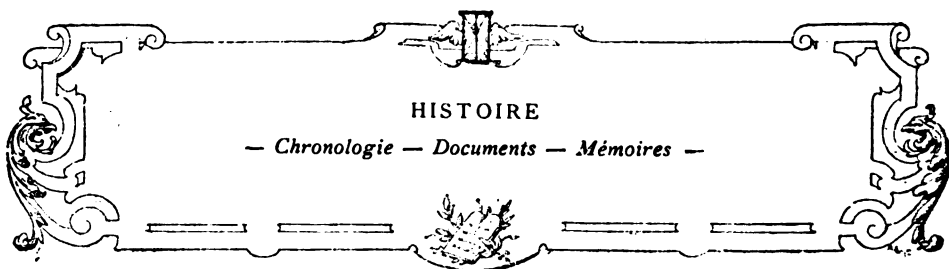 HISTOIRE
— Chronologie — Documents — Mémoires —